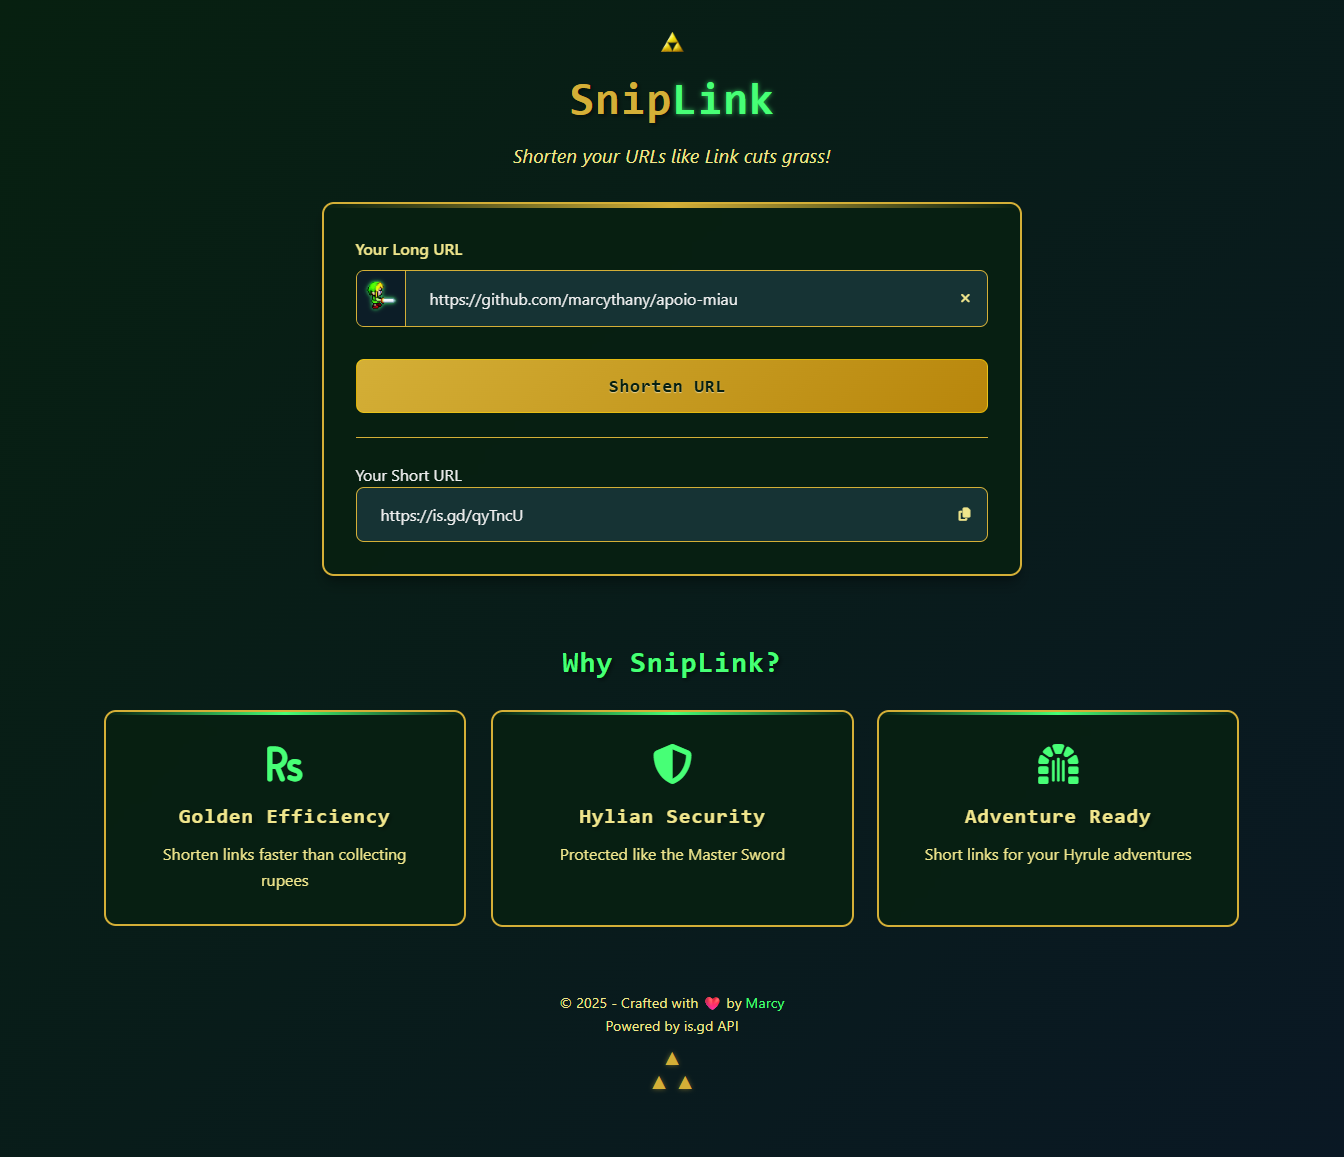 SnipLink
Shorten your URLs like Link cuts grass!
Your Long URL
https://github.com/marcythany/apoio-miau
Shorten URL
Your Short URL
https://is.gd/qyTncU
Why SnipLink?
Golden Efficiency
Shorten links faster than collecting
rupees
Hylian Security
Protected like the Master Sword
Adventure Ready
Short links for your Hyrule adventures
© 2025 - Crafted with 💖 by Marcy
Powered by is.gd API